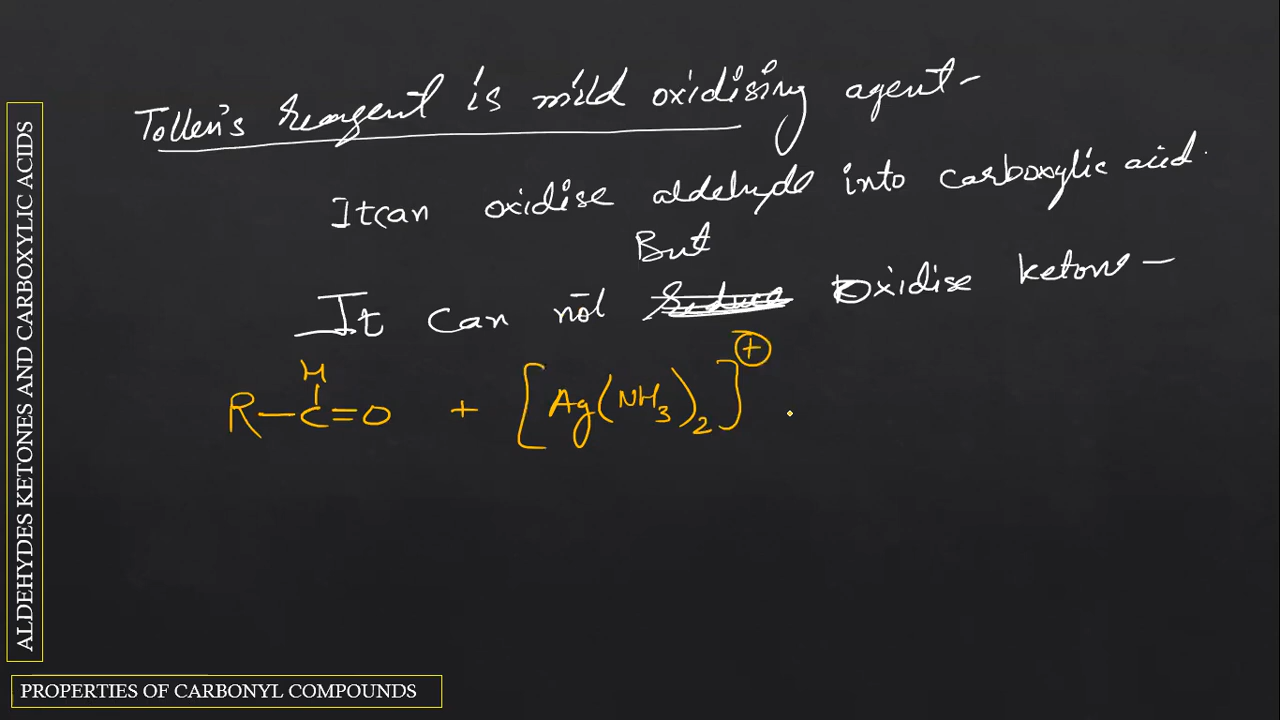 Tollen's Reagent is mild oxidising agent-
It can oxidise aldehyde into carboxylic acid.
But
It can not Oxidise ketone -
H
R-C=O + [Ag(NH3)2]+
ALDEHYDES KETONES AND CARBOXYLIC ACIDS
PROPERTIES OF CARBONYL COMPOUNDS